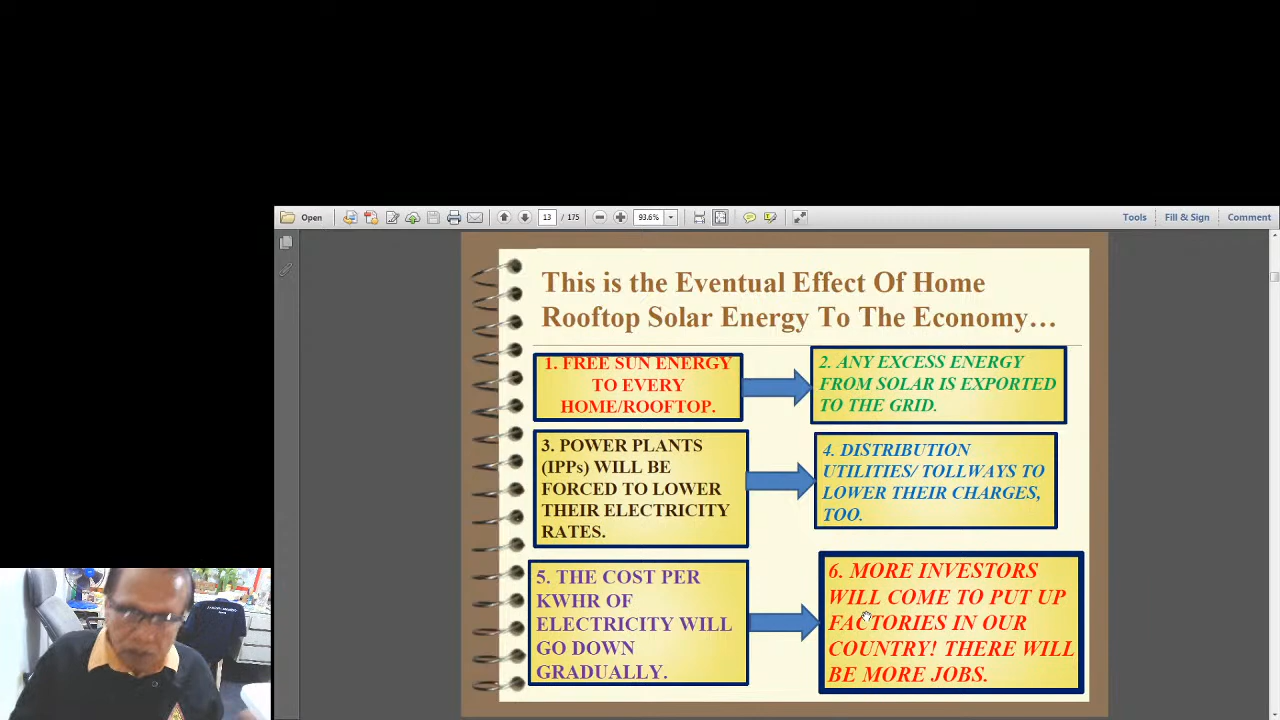 Open
13 / 175
93.6%
Tools
Fill & Sign
Comment
This is the Eventual Effect Of Home
Rooftop Solar Energy To The Economy…
1. FREE SUN ENERGY
TO EVERY
HOME/ROOFTOP.
2. ANY EXCESS ENERGY
FROM SOLAR IS EXPORTED
TO THE GRID.
3. POWER PLANTS
(IPPs) WILL BE
FORCED TO LOWER
THEIR ELECTRICITY
RATES.
4. DISTRIBUTION
UTILITIES/ TOLLWAYS TO
LOWER THEIR CHARGES,
TOO.
5. THE COST PER
KWHR OF
ELECTRICITY WILL
GO DOWN
GRADUALLY.
6. MORE INVESTORS
WILL COME TO PUT UP
FACTORIES IN OUR
COUNTRY! THERE WILL
BE MORE JOBS.